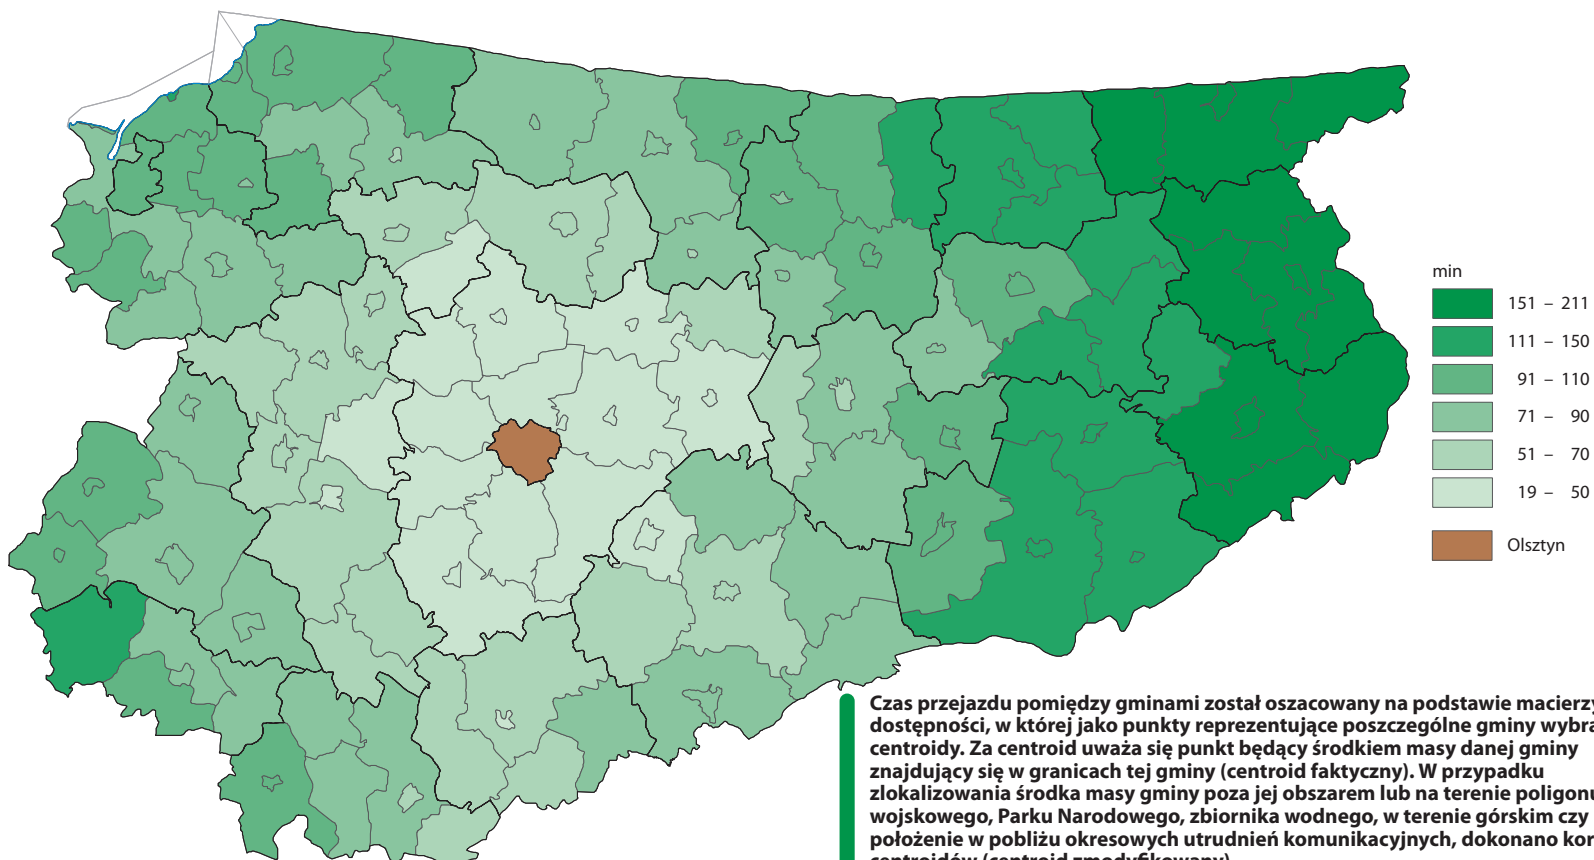 min
151 – 211
111 – 150
91 – 110
71 – 90
51 – 70
19 – 50
Olsztyn
Czas przejazdu pomiędzy gminami został oszacowany na podstawie macierzy
dostępności, w której jako punkty reprezentujące poszczególne gminy wybra
centroidy. Za centroid uważa się punkt będący środkiem masy danej gminy
znajdujący się w granicach tej gminy (centroid faktyczny). W przypadku
zlokalizowania środka masy gminy poza jej obszarem lub na terenie poligonu
wojskowego, Parku Narodowego, zbiornika wodnego, w terenie górskim czy
położenie w pobliżu okresowych utrudnień komunikacyjnych, dokonano kor
centroidów (centroid zmodyfikowany)